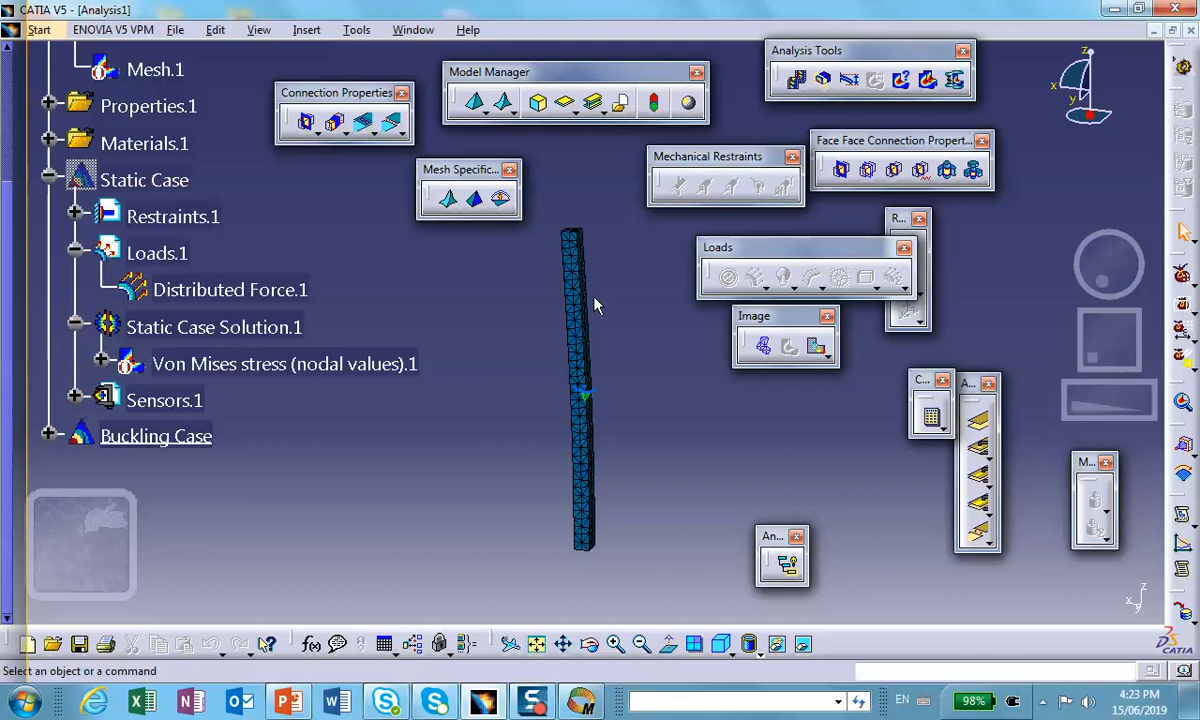 CATIA V5 - [Analysis1]
Start ENOVIA V5 VPM File Edit View Insert Tools Window Help
Analysis Tools
Model Manager
Connection Properties
Mesh.1
Properties.1
Materials.1
Static Case
Restraints.1
Loads.1
Distributed Force.1
Static Case Solution.1
Von Mises stress (nodal values).1
Sensors.1
Buckling Case
Face Face Connection Propert...
Mechanical Restraints
Mesh Specific...
R...
Loads
Image
C...
A...
M...
An...
z
x
y
z
x
y
f(x)
DS
CATIA
Select an object or a command
EN
98%
4:23 PM
15/06/2019